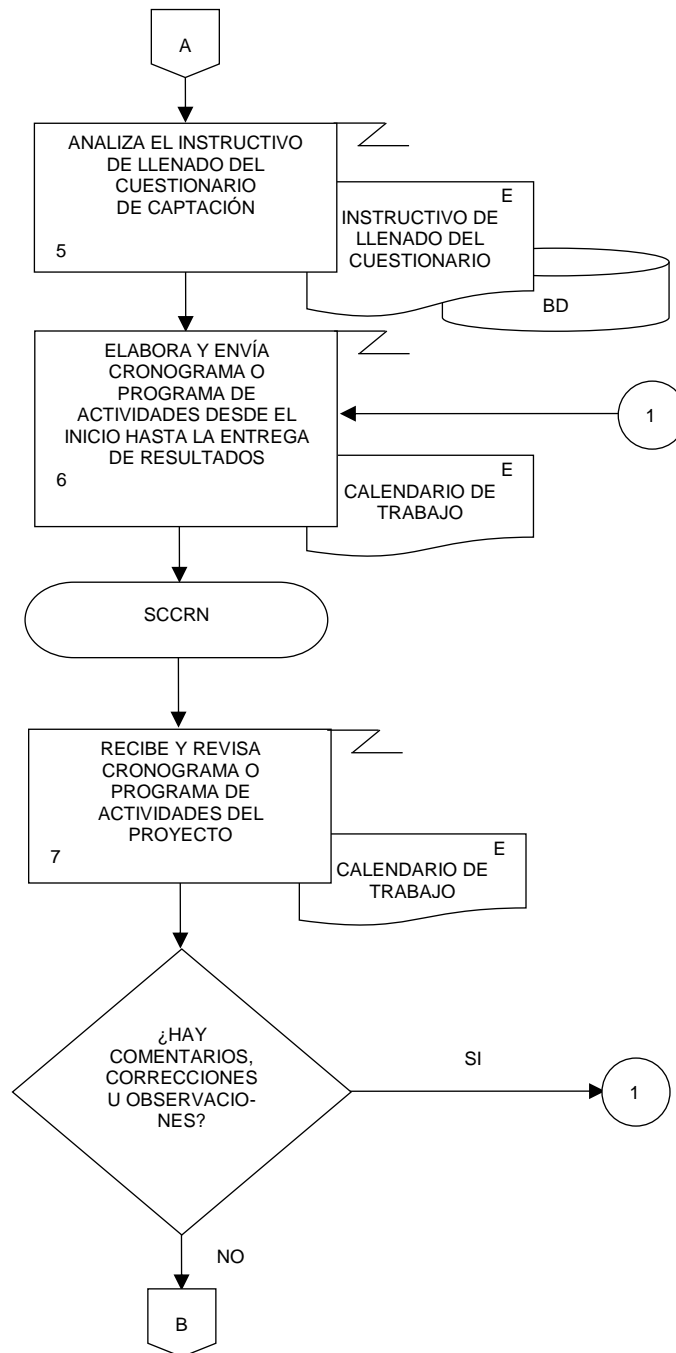 A
ANALIZA EL INSTRUCTIVO
DE LLENADO DEL
CUESTIONARIO
DE CAPTACIÓN
5
E
INSTRUCTIVO DE
LLENADO DEL
CUESTIONARIO
BD
ELABORA Y ENVÍA
CRONOGRAMA O
PROGRAMA DE
ACTIVIDADES DESDE EL
INICIO HASTA LA ENTREGA
DE RESULTADOS
6
1
E
CALENDARIO DE
TRABAJO
SCCRN
RECIBE Y REVISA
CRONOGRAMA O
PROGRAMA DE
ACTIVIDADES DEL
PROYECTO
7
E
CALENDARIO DE
TRABAJO
¿HAY
COMENTARIOS,
CORRECCIONES
U OBSERVACIO-
NES?
SI
1
NO
B